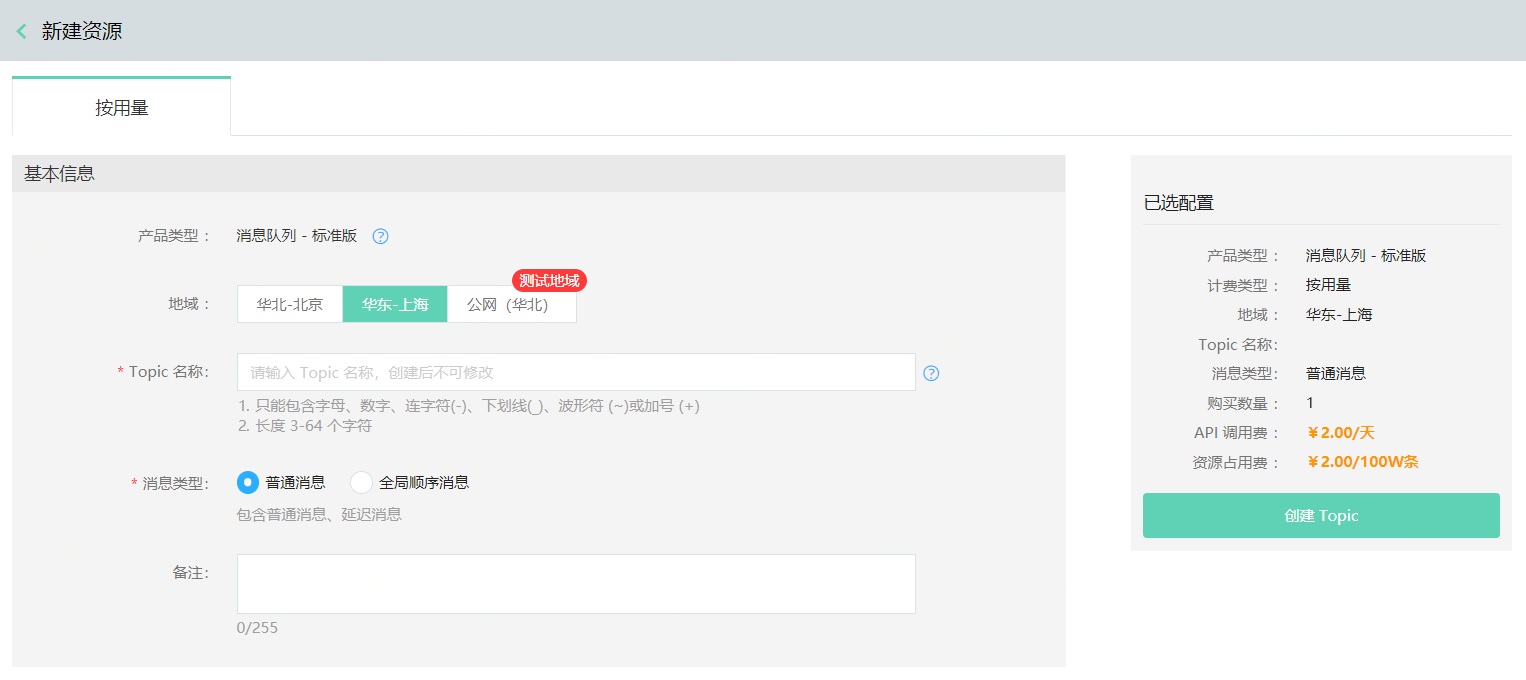 新建资源
按用量
基本信息
产品类型： 消息队列 - 标准版 ?
测试地域
地域： 华北-北京 华东-上海 公网（华北）
* Topic 名称: 请输入 Topic 名称，创建后不可修改 ?
1. 只能包含字母、数字、连字符(-)、下划线(_)、波形符 (~)或加号 (+)
2. 长度 3-64 个字符
* 消息类型: 普通消息 全局顺序消息
包含普通消息、延迟消息
备注:
0/255
已选配置
产品类型： 消息队列 - 标准版
计费类型： 按用量
地域： 华东-上海
Topic 名称:
消息类型: 普通消息
购买数量： 1
API 调用费： ￥2.00/天
资源占用费： ￥2.00/100W条
创建 Topic